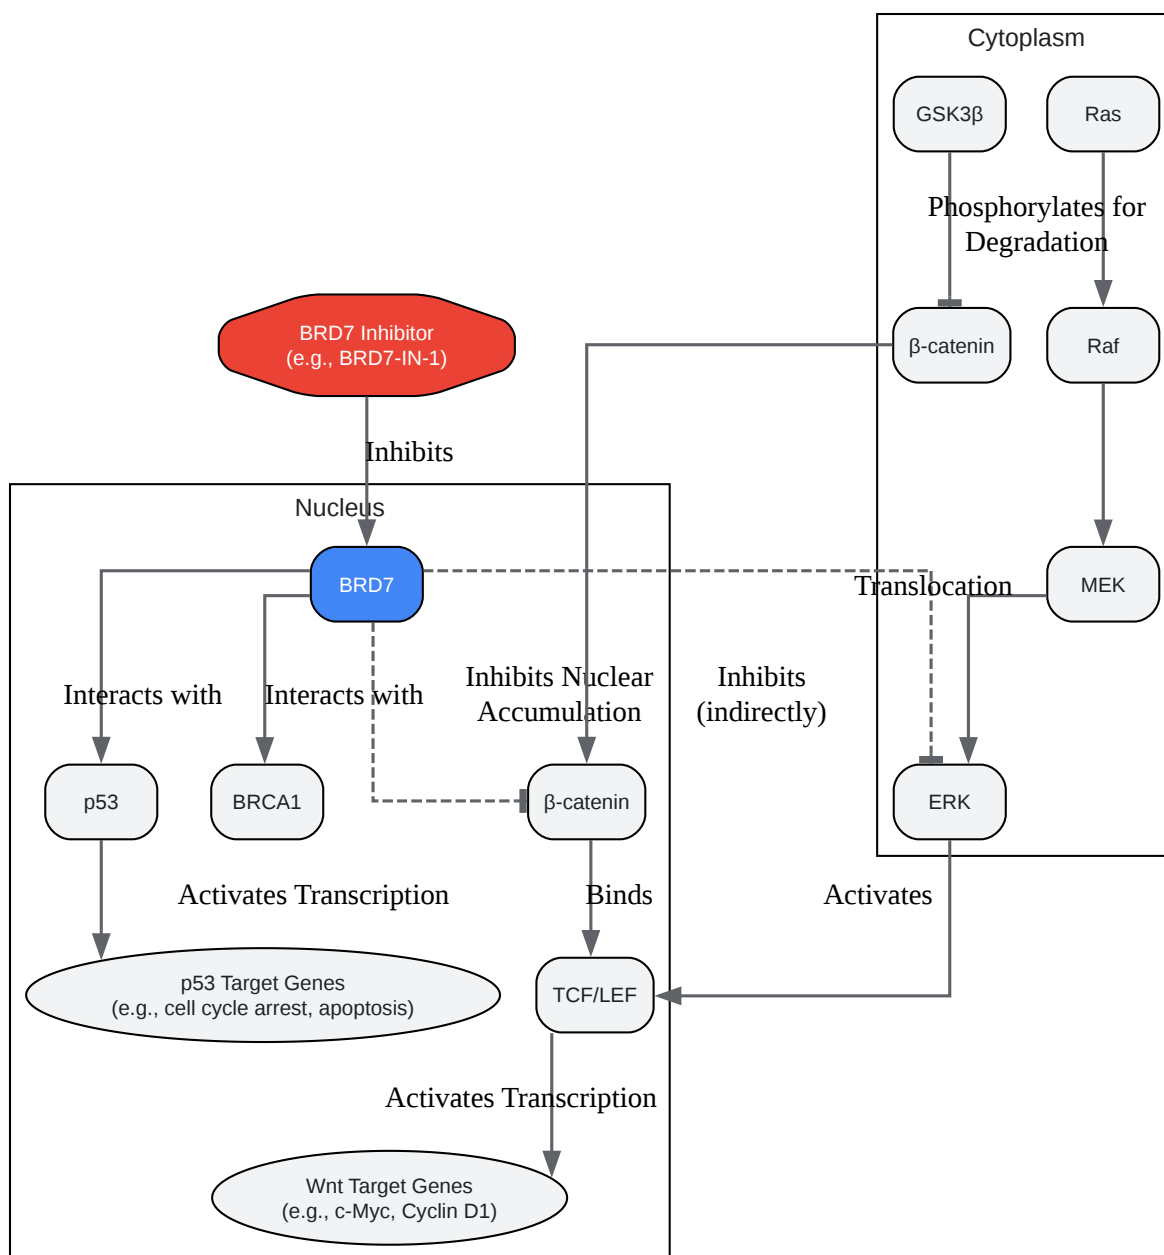 Cytoplasm
GSK3β
Ras
Phosphorylates for
Degradation
BRD7 Inhibitor
(e.g., BRD7-IN-1)
β-catenin
Raf
Inhibits
Nucleus
BRD7
Translocation
MEK
Interacts with
Interacts with
Inhibits Nuclear
Accumulation
Inhibits
(indirectly)
p53
BRCA1
β-catenin
ERK
Activates Transcription
Binds
Activates
p53 Target Genes
(e.g., cell cycle arrest, apoptosis)
TCF/LEF
Activates Transcription
Wnt Target Genes
(e.g., c-Myc, Cyclin D1)